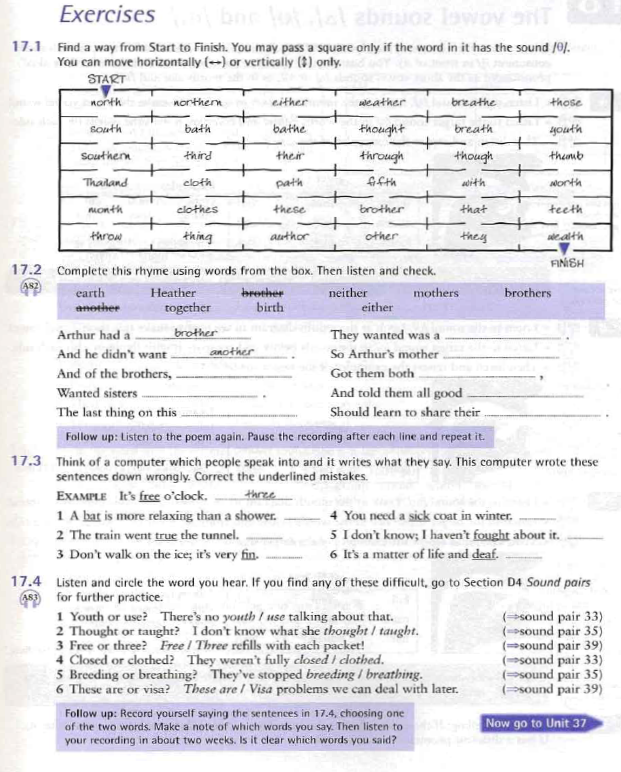 Exercises
17.1 Find a way from Start to Finish. You may pass a square only if the word in it has the sound /θ/.
You can move horizontally (↔) or vertically (↕) only.
START
north northern either weather breathe those
south bath bathe thought breath youth
southern third their through though thumb
Thailand cloth path fifth with worth
month clothes these brother that teeth
throw thing author other they wealth
FINISH
17.2 Complete this rhyme using words from the box. Then listen and check.
A82
earth Heather brother neither mothers brothers
another together birth either
Arthur had a brother
And he didn't want another .
And of the brothers,
Wanted sisters .
The last thing on this
They wanted was a .
So Arthur's mother
Got them both ,
And told them all good
Should learn to share their .
Follow up: Listen to the poem again. Pause the recording after each line and repeat it.
17.3 Think of a computer which people speak into and it writes what they say. This computer wrote these
sentences down wrongly. Correct the underlined mistakes.
EXAMPLE It's free o'clock. three
1 A bat is more relaxing than a shower. 4 You need a sick coat in winter.
2 The train went true the tunnel. 5 I don't know; I haven't fought about it.
3 Don't walk on the ice; it's very fin. 6 It's a matter of life and deaf.
17.4 Listen and circle the word you hear. If you find any of these difficult, go to Section D4 Sound pairs
A83 for further practice.
1 Youth or use? There's no youth / use talking about that. (⇒sound pair 33)
2 Thought or taught? I don't know what she thought / taught. (⇒sound pair 35)
3 Free or three? Free / Three refills with each packet! (⇒sound pair 39)
4 Closed or clothed? They weren't fully closed / clothed. (⇒sound pair 33)
5 Breeding or breathing? They've stopped breeding / breathing. (⇒sound pair 35)
6 These are or visa? These are / Visa problems we can deal with later. (⇒sound pair 39)
Follow up: Record yourself saying the sentences in 17.4, choosing one
of the two words. Make a note of which words you say. Then listen to
your recording in about two weeks. Is it clear which words you said?
Now go to Unit 37